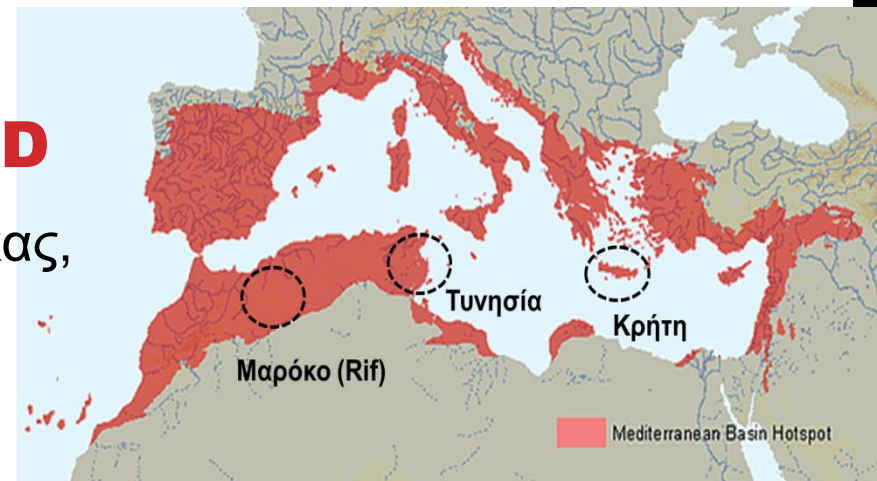 D
ας,
Τυνησία
Κρήτη
Μαρόκο (Rif)
Mediterranean Basin Hotspot